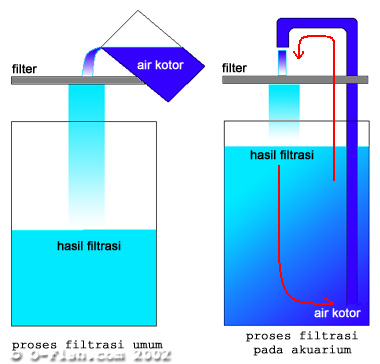 filter
air kotor
hasil filtrasi
proses filtrasi umum
© O-Fish.com 2002
filter
hasil filtrasi
air kotor
proses filtrasi
pada akuarium